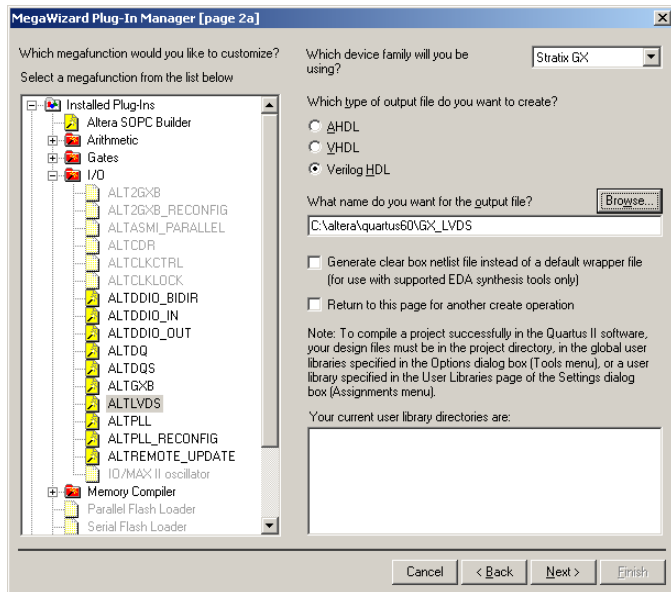 MegaWizard Plug-In Manager [page 2a]
Which megafunction would you like to customize?
Select a megafunction from the list below
Installed Plug-Ins
Altera SOPC Builder
Arithmetic
Gates
I/O
ALT2GXB
ALT2GXB_RECONFIG
ALTASMI_PARALLEL
ALTCDR
ALTCLKCTRL
ALTCLKLOCK
ALTDDIO_BIDIR
ALTDDIO_IN
ALTDDIO_OUT
ALTDQ
ALTDQS
ALTGXB
ALTLVDS
ALTPLL
ALTPLL_RECONFIG
ALTREMOTE_UPDATE
IO/MAX II oscillator
Memory Compiler
Parallel Flash Loader
Serial Flash Loader
Which device family will you be
using?
Stratix GX
Which type of output file do you want to create?
AHDL
VHDL
Verilog HDL
What name do you want for the output file?
Browse...
C:\altera\quartus60\GX_LVDS
Generate clear box netlist file instead of a default wrapper file
(for use with supported EDA synthesis tools only)
Return to this page for another create operation
Note: To compile a project successfully in the Quartus II software,
your design files must be in the project directory, in the global user
libraries specified in the Options dialog box (Tools menu), or a user
library specified in the User Libraries page of the Settings dialog
box (Assignments menu).
Your current user library directories are:
Cancel
< Back
Next >
Finish